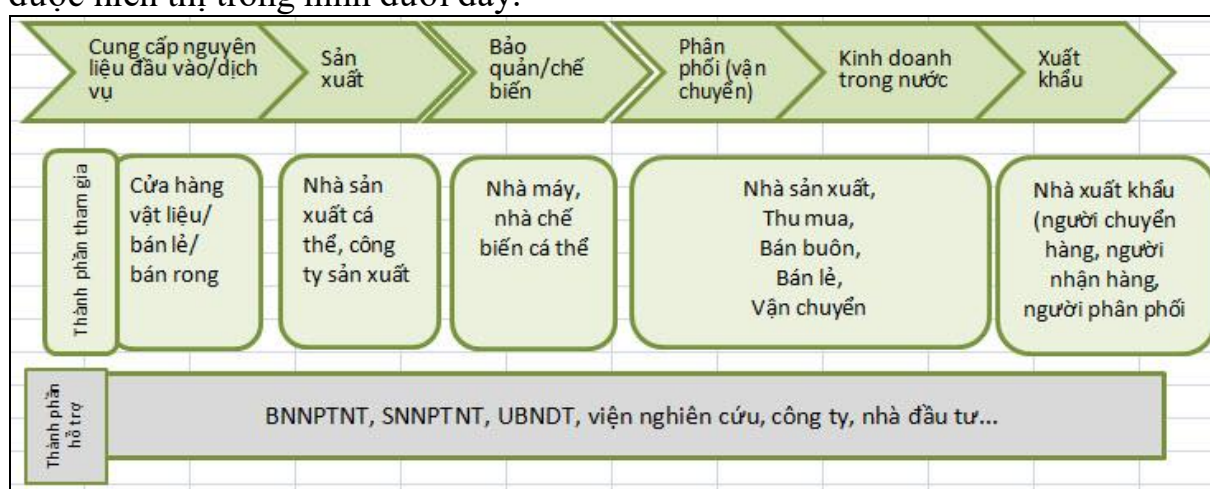 được hiển thị trong hình dưới đây:
Cung cấp nguyên
liệu đầu vào/dịch
vụ
Sản
xuất
Bảo
quản/chế
biến
Phân
phối (vận
chuyển)
Kinh doanh
trong nước
Xuất
khẩu
Thành phần tham gia
Cửa hàng
vật liệu/
bán lẻ/
bán rong
Nhà sản
xuất cá
thể, công
ty sản xuất
Nhà máy,
nhà chế
biến cá thể
Nhà sản xuất,
Thu mua,
Bán buôn,
Bán lẻ,
Vận chuyển
Nhà xuất khẩu
(người chuyển
hàng, người
nhận hàng,
người phân phối
Thành phần
hỗ trợ
BNNPTNT, SNNPTNT, UBNDT, viện nghiên cứu, công ty, nhà đầu tư...